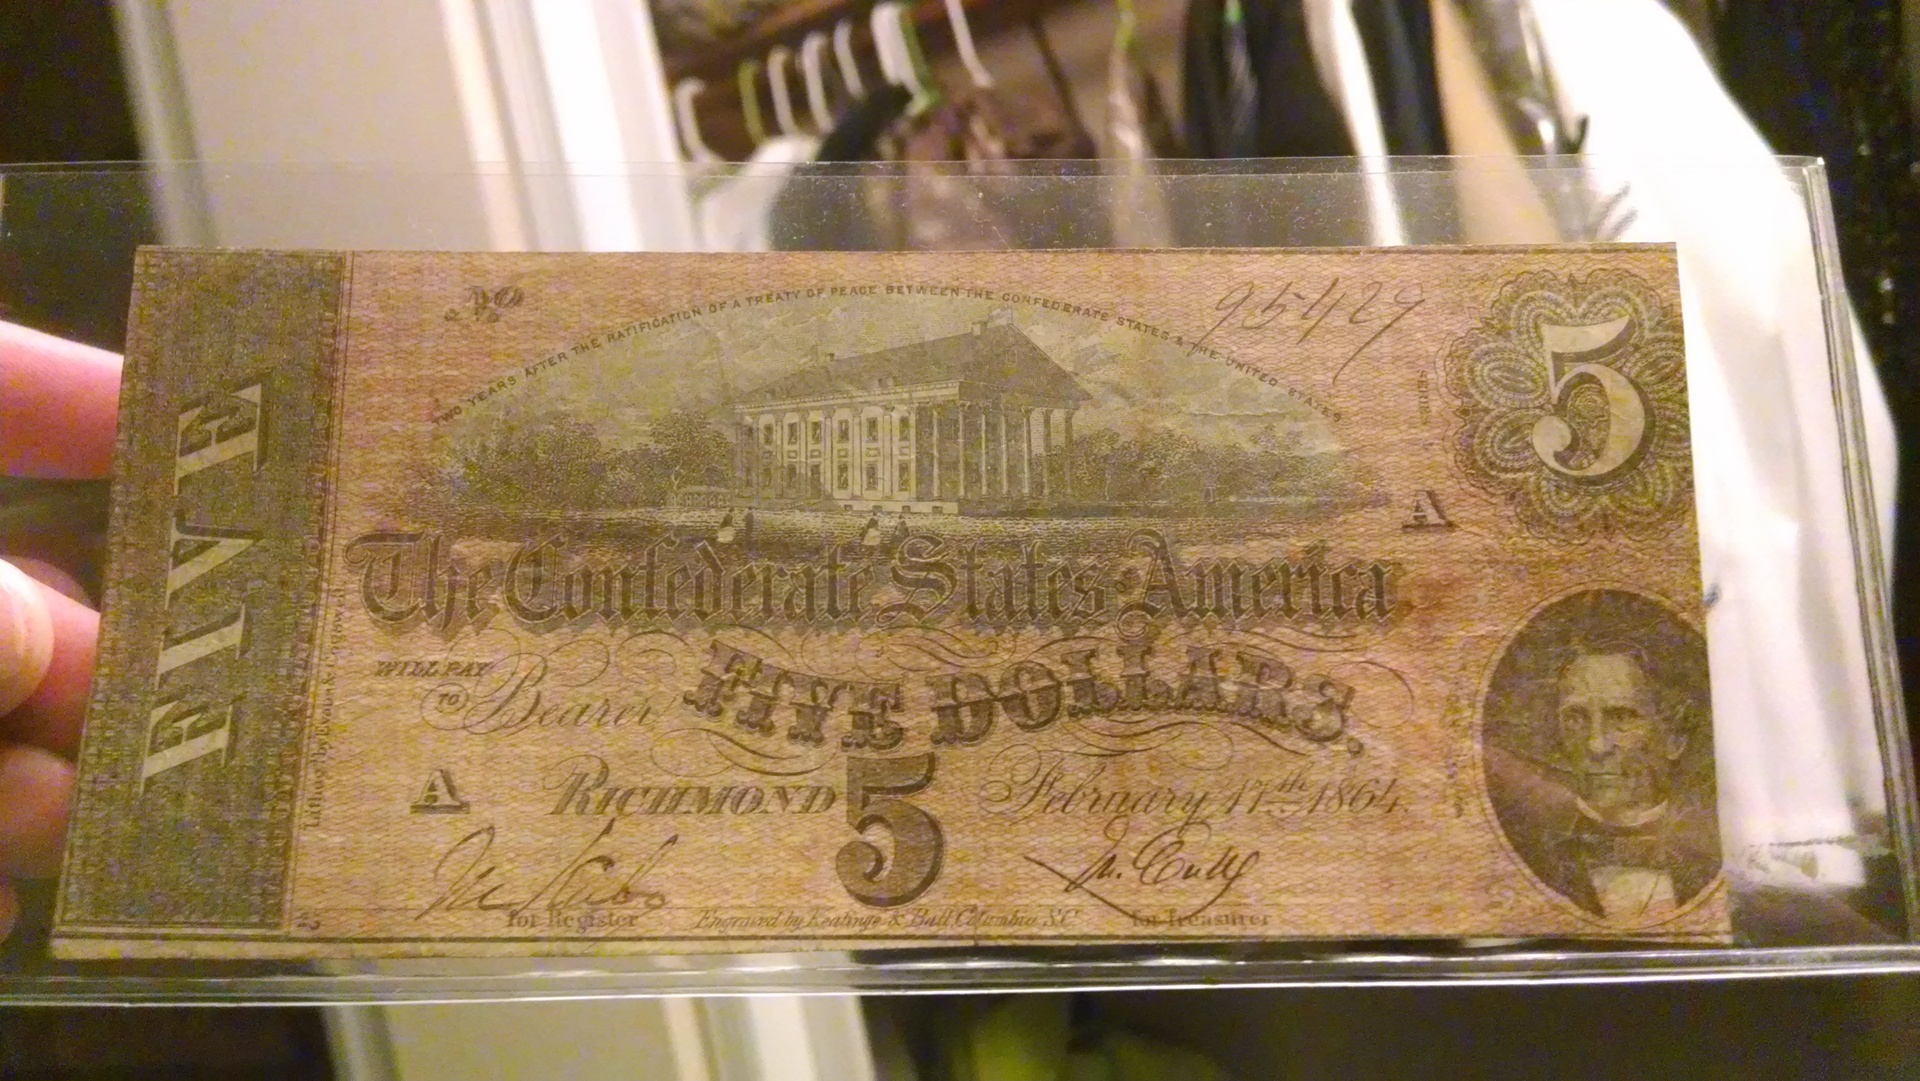 No
TWO YEARS AFTER THE RATIFICATION OF A TREATY OF PEACE BETWEEN THE CONFEDERATE STATES & THE UNITED STATES
95429
5
FIVE
A
The Confederate States America
WILL PAY
TO Bearer FIVE DOLLARS.
A RICHMOND 5 February 17th 1864.
for Register Engraved by Keatinge & Ball Columbia S.C. for Treasurer